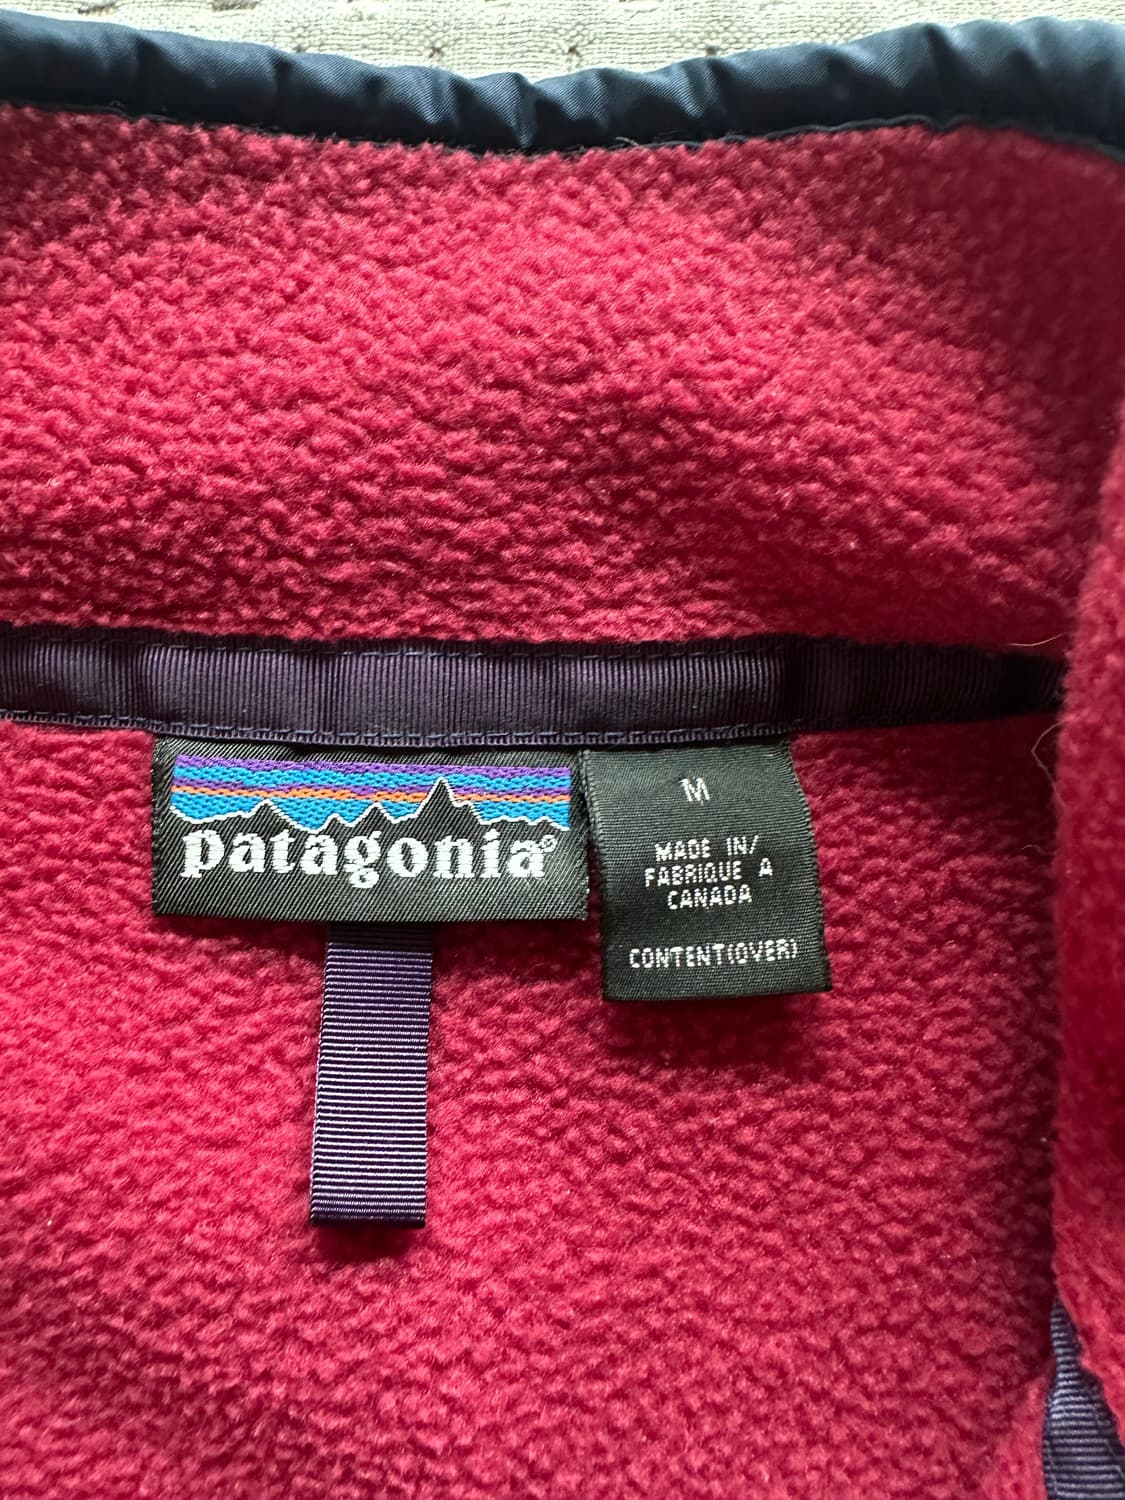 patagonia®
M
MADE IN/
FABRIQUE A
CANADA
CONTENT(OVER)